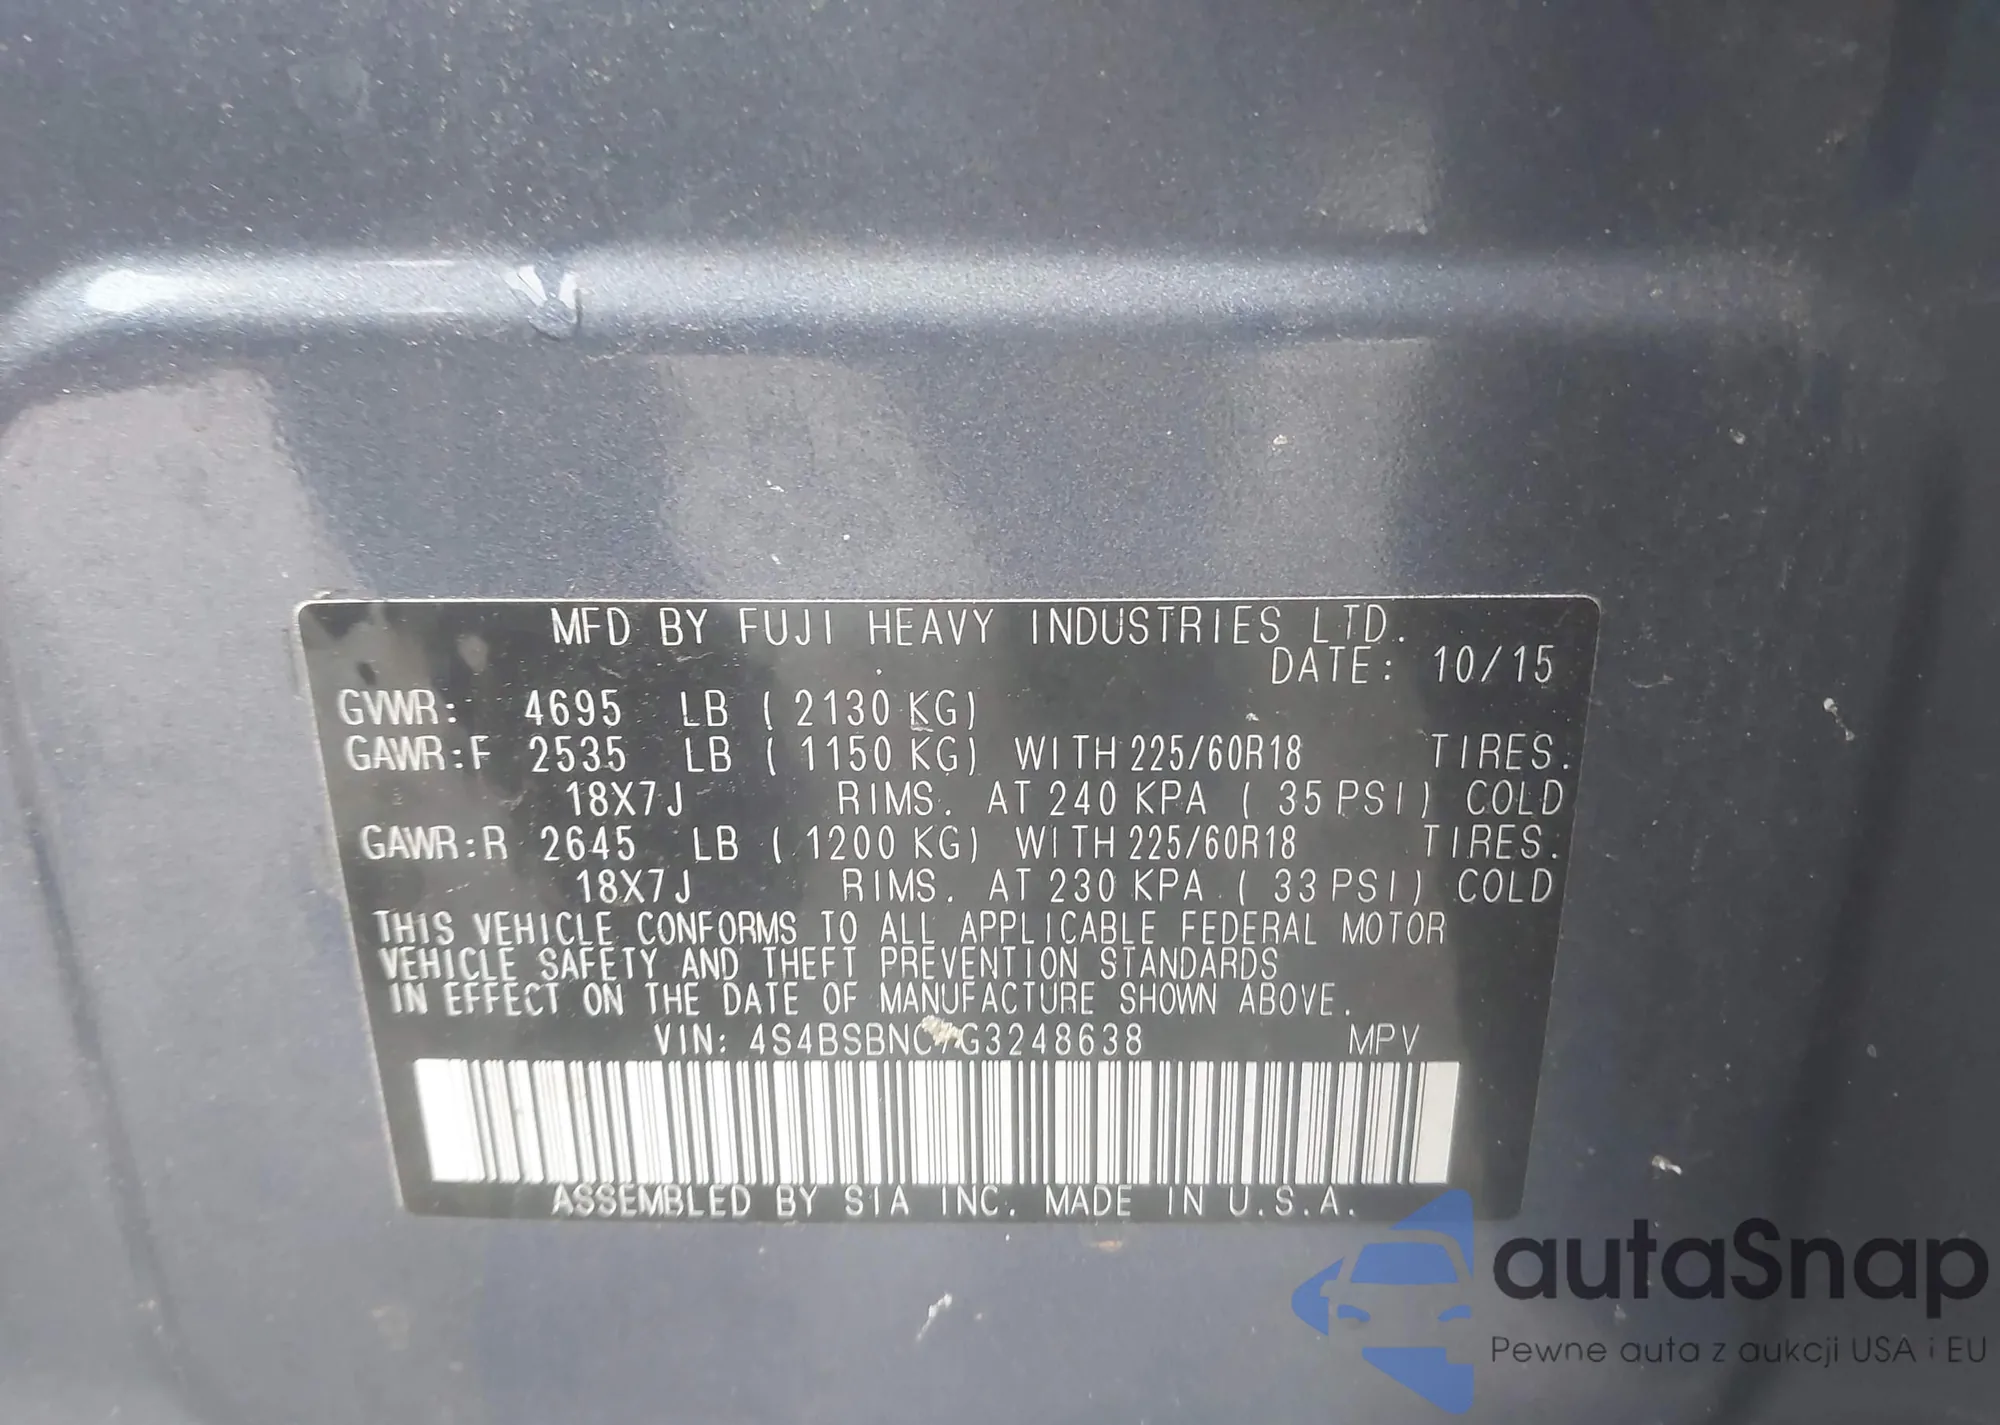 MFD BY FUJI HEAVY INDUSTRIES LTD.
DATE: 10/15
GVWR: 4695 LB ( 2130 KG)
GAWR:F 2535 LB ( 1150 KG) WITH 225/60R18 TIRES.
18X7J RIMS. AT 240 KPA ( 35 PSI) COLD
GAWR:R 2645 LB ( 1200 KG) WITH 225/60R18 TIRES.
18X7J RIMS. AT 230 KPA ( 33 PSI) COLD
THIS VEHICLE CONFORMS TO ALL APPLICABLE FEDERAL MOTOR
VEHICLE SAFETY AND THEFT PREVENTION STANDARDS
IN EFFECT ON THE DATE OF MANUFACTURE SHOWN ABOVE.
VIN: MPV
ASSEMBLED BY SIA INC. MADE IN U.S.A.
autaSnap
Pewne auta z aukcji USA i EU